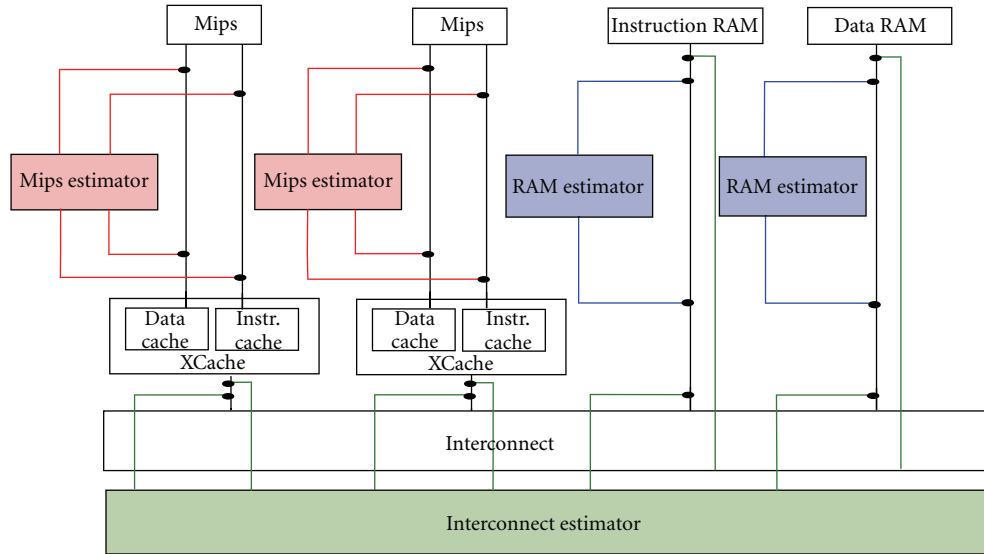 Mips
Mips
Instruction RAM
Data RAM
Mips estimator
Mips estimator
RAM estimator
RAM estimator
Data
cache
Instr.
cache
XCache
Data
cache
Instr.
cache
XCache
Interconnect
Interconnect estimator